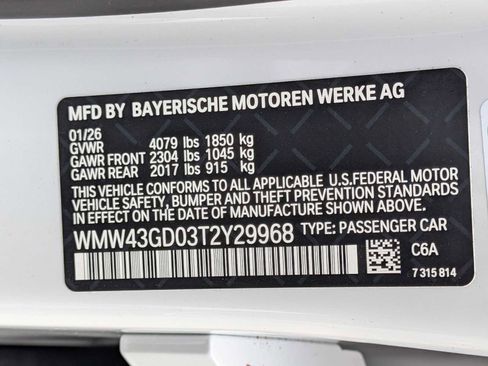 MFD BY BAYERISCHE MOTOREN WERKE AG
01/26
GVWR 4079 lbs 1850 kg
GAWR FRONT 2304 lbs 1045 kg
GAWR REAR 2017 lbs 915 kg
THIS VEHICLE CONFORMS TO ALL APPLICABLE U.S.FEDERAL MOTOR
VEHICLE SAFETY, BUMPER, AND THEFT PREVENTION STANDARDS
IN EFFECT ON THE DATE OF MANUFACTURE SHOWN ABOVE.
WMW43GD03T2Y29968 TYPE: PASSENGER CAR
C6A
7 315 814